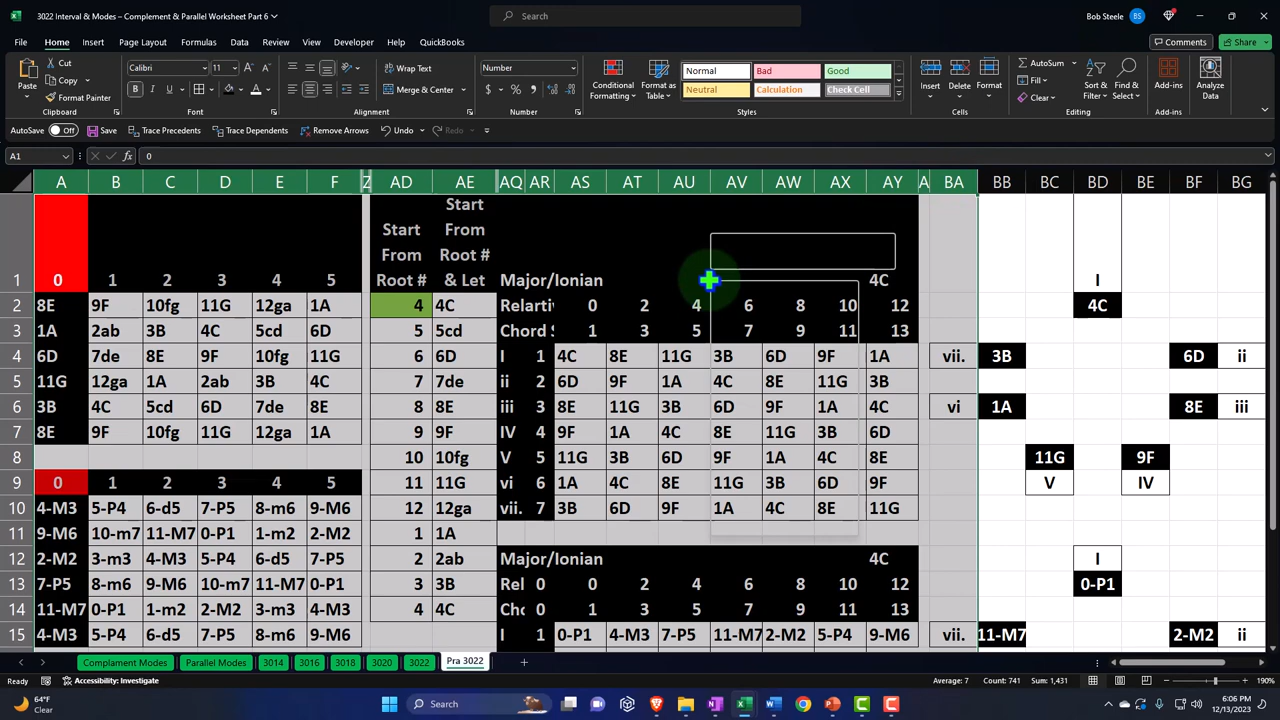 3022 Interval & Modes – Complement & Parallel Worksheet Part 6
Search
Bob Steele BS
File Home Insert Page Layout Formulas Data Review View Developer Help QuickBooks Comments Share
Paste Cut Copy Format Painter Calibri 11 Wrap Text Merge & Center Number Conditional Formatting Format as Table Normal Bad Good Neutral Calculation Check Cell Insert Delete Format AutoSum Fill Clear Sort & Filter Find & Select Add-ins Analyze Data
Clipboard Font Alignment Number Styles Cells Editing Add-ins
AutoSave Off Save Trace Precedents Trace Dependents Remove Arrows Undo Redo
A1 fx 0
A B C D E F Z AD AE AQ AR AS AT AU AV AW AX AY A BA BB BC BD BE BF BG
Start
Start From
From Root #
1 0 1 2 3 4 5 Root # & Let Major/Ionian 4C I
2 8E 9F 10fg 11G 12ga 1A 4 4C Relartiv 0 2 4 6 8 10 12 4C
3 1A 2ab 3B 4C 5cd 6D 5 5cd Chord S 1 3 5 7 9 11 13
4 6D 7de 8E 9F 10fg 11G 6 6D I 1 4C 8E 11G 3B 6D 9F 1A vii. 3B 6D ii
5 11G 12ga 1A 2ab 3B 4C 7 7de ii 2 6D 9F 1A 4C 8E 11G 3B
6 3B 4C 5cd 6D 7de 8E 8 8E iii 3 8E 11G 3B 6D 9F 1A 4C vi 1A 8E iii
7 8E 9F 10fg 11G 12ga 1A 9 9F IV 4 9F 1A 4C 8E 11G 3B 6D
8 10 10fg V 5 11G 3B 6D 9F 1A 4C 8E 11G 9F
9 0 1 2 3 4 5 11 11G vi 6 1A 4C 8E 11G 3B 6D 9F V IV
10 4-M3 5-P4 6-d5 7-P5 8-m6 9-M6 12 12ga vii. 7 3B 6D 9F 1A 4C 8E 11G
11 9-M6 10-m7 11-M7 0-P1 1-m2 2-M2 1 1A
12 2-M2 3-m3 4-M3 5-P4 6-d5 7-P5 2 2ab Major/Ionian 4C I
13 7-P5 8-m6 9-M6 10-m7 11-M7 0-P1 3 3B Rel 0 0 2 4 6 8 10 12 0-P1
14 11-M7 0-P1 1-m2 2-M2 3-m3 4-M3 4 4C Chc 0 1 3 5 7 9 11 13
15 4-M3 5-P4 6-d5 7-P5 8-m6 9-M6 I 1 0-P1 4-M3 7-P5 11-M7 2-M2 5-P4 9-M6 vii. 11-M7 2-M2 ii
Complament Modes Parallel Modes 3014 3016 3018 3020 3022 Pra 3022
Ready Accessibility: Investigate Average: 7 Count: 741 Sum: 1,431 190%
64°F
Clear
Search
6:06 PM
12/13/2023